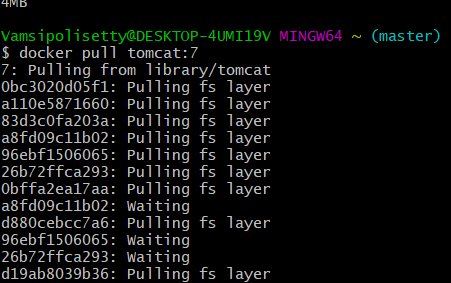 4MB
Vamsipolisetty@DESKTOP-4UMI19V MINGW64 ~ (master)
$ docker pull tomcat:7
7: Pulling from library/tomcat
0bc3020d05f1: Pulling fs layer
a110e5871660: Pulling fs layer
83d3c0fa203a: Pulling fs layer
a8fd09c11b02: Pulling fs layer
96ebf1506065: Pulling fs layer
26b72ffca293: Pulling fs layer
0bffa2ea17aa: Pulling fs layer
a8fd09c11b02: Waiting
d880cebcc7a6: Pulling fs layer
96ebf1506065: Waiting
26b72ffca293: Waiting
d19ab8039b36: Pulling fs layer